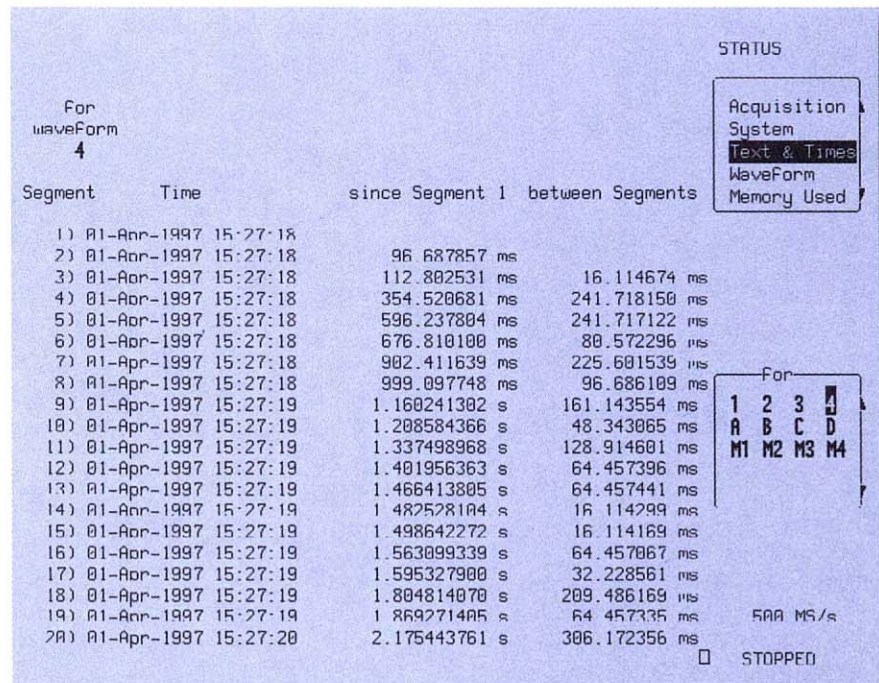 STATUS
For
waveform
4
Acquisition
System
Text & Times
Waveform
Memory Used
Segment Time since Segment 1 between Segments
1) 01-Apr-1997 15:27:18
2) 01-Apr-1997 15:27:18 96.687857 ms
3) 01-Apr-1997 15:27:18 112.802531 ms 16.114674 ms
4) 01-Apr-1997 15:27:18 354.520681 ms 241.718150 ms
5) 01-Apr-1997 15:27:18 596.237804 ms 241.717122 ms
6) 01-Apr-1997 15:27:18 676.810100 ms 80.572296 ms
7) 01-Apr-1997 15:27:18 902.411639 ms 225.601539 ms
8) 01-Apr-1997 15:27:18 999.097748 ms 96.686109 ms
9) 01-Apr-1997 15:27:19 1.160241302 s 161.143554 ms
10) 01-Apr-1997 15:27:19 1.208584366 s 48.343065 ms
11) 01-Apr-1997 15:27:19 1.337498968 s 128.914601 ms
12) 01-Apr-1997 15:27:19 1.401956363 s 64.457396 ms
13) 01-Apr-1997 15:27:19 1.466413805 s 64.457441 ms
14) 01-Apr-1997 15:27:19 1.482528104 s 16.114299 ms
15) 01-Apr-1997 15:27:19 1.498642272 s 16.114169 ms
16) 01-Apr-1997 15:27:19 1.563099339 s 64.457067 ms
17) 01-Apr-1997 15:27:19 1.595327900 s 32.228561 ms
18) 01-Apr-1997 15:27:19 1.804814070 s 209.486169 ms
19) 01-Apr-1997 15:27:19 1.869271405 s 64.457335 ms
20) 01-Apr-1997 15:27:20 2.175443761 s 306.172356 ms
For
1 2 3 4
A B C D
M1 M2 M3 M4
500 MS/s
STOPPED